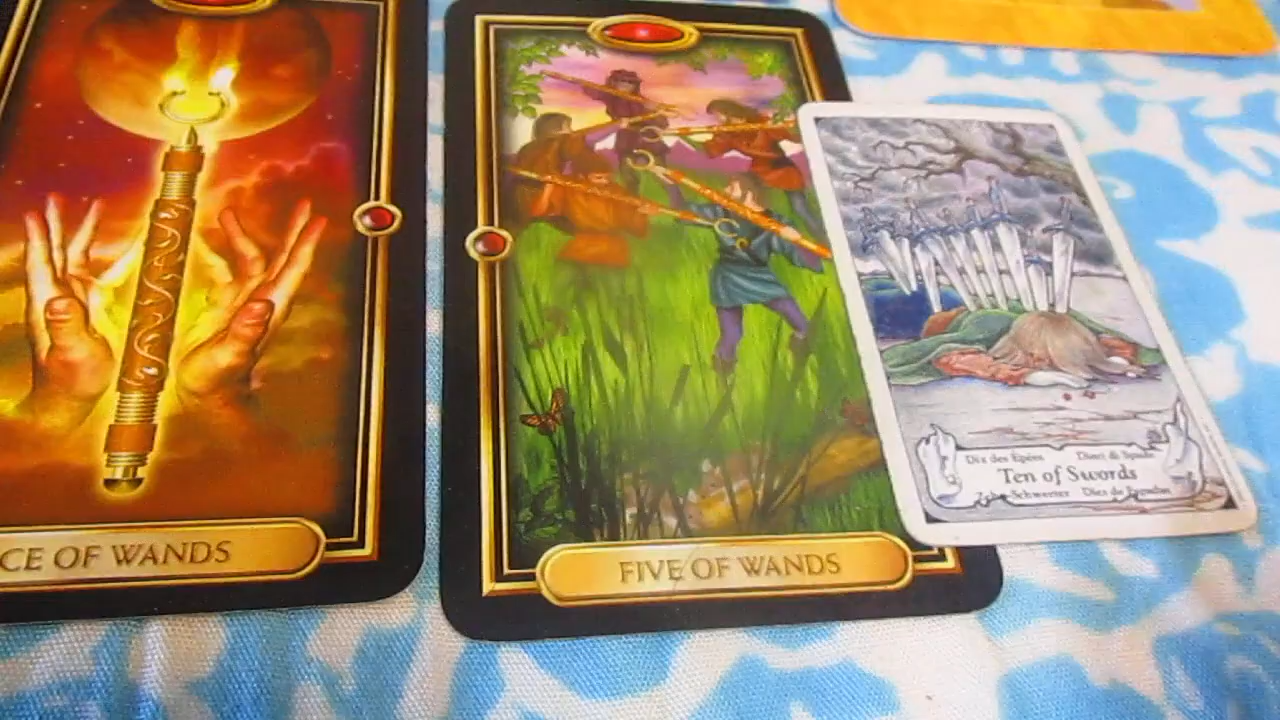 CE OF WANDS
FIVE OF WANDS
Dix des Épées Dieci di Spade
Ten of Swords
Zehn Schwerter Diez de Espadas